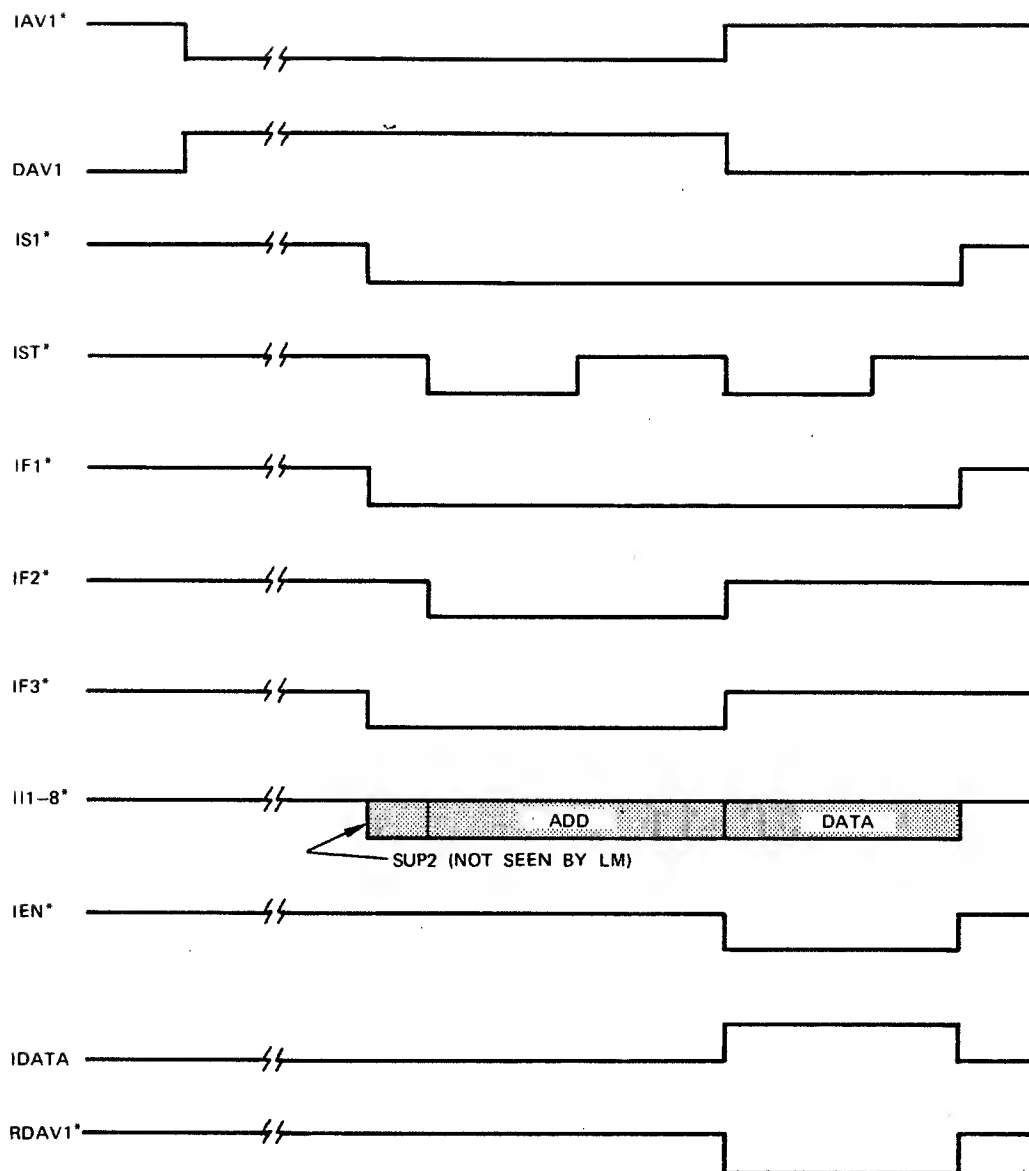 IAV1*
DAV1
IS1*
IST*
IF1*
IF2*
IF3*
II1-8*
ADD DATA
SUP2 (NOT SEEN BY LM)
IEN*
IDATA
RDAV1*